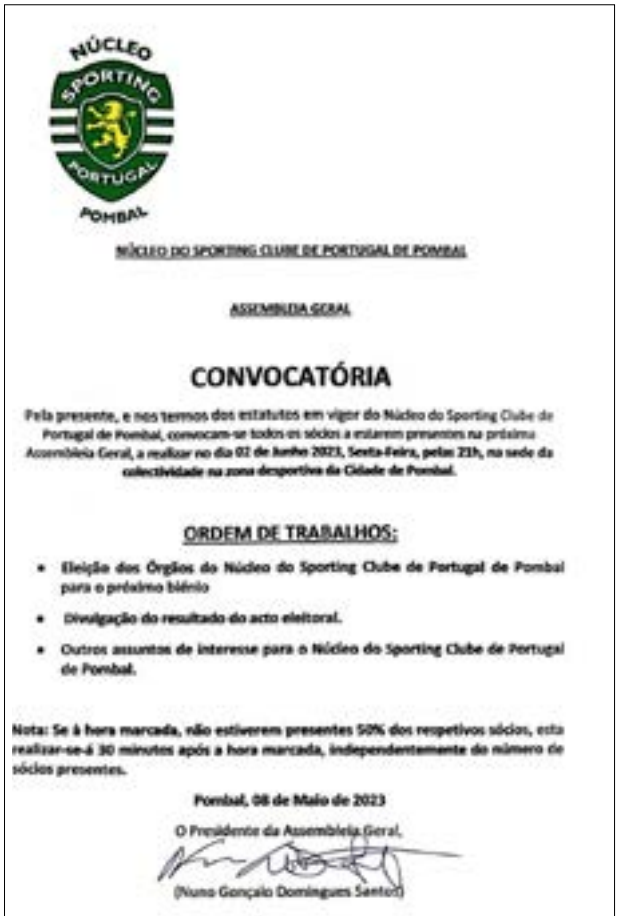 NÚCLEO
SPORTING
PORTUGAL
POMBAL
NÚCLEO DO SPORTING CLUBE DE PORTUGAL DE POMBAL
ASSEMBLEIA GERAL
CONVOCATÓRIA
Pela presente, e nos termos dos estatutos em vigor do Núcleo do Sporting Clube de
Portugal de Pombal, convocam-se todos os sócios a estarem presentes na próxima
Assembleia Geral, a realizar no dia 02 de Junho 2023, Sexta-Feira, pelas 21h, na sede da
colectividade na zona desportiva da Cidade de Pombal.
ORDEM DE TRABALHOS:
• Eleição dos Órgãos do Núcleo do Sporting Clube de Portugal de Pombal
para o próximo biénio
• Divulgação do resultado do acto eleitoral.
• Outros assuntos de interesse para o Núcleo do Sporting Clube de Portugal
de Pombal.
Nota: Se à hora marcada, não estiverem presentes 50% dos respetivos sócios, esta
realizar-se-á 30 minutos após a hora marcada, independentemente do número de
sócios presentes.
Pombal, 08 de Maio de 2023
O Presidente da Assembleia Geral,
(Nuno Gonçalo Domingues Santos)